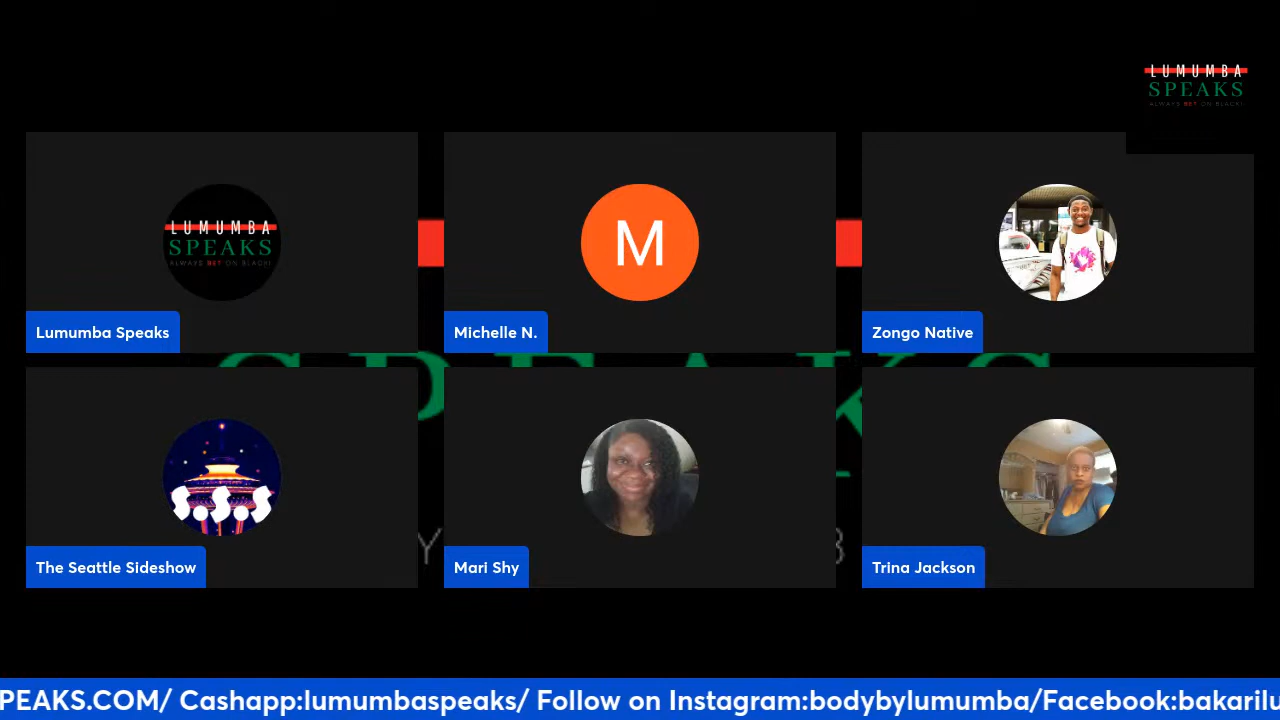 LUMUMBA
SPEAKS
ALWAYS BET ON BLACK!
LUMUMBA
SPEAKS
ALWAYS BET ON BLACK!
M
Lumumba Speaks
Michelle N.
Zongo Native
SPEAKS
S.S.S
The Seattle Sideshow
Mari Shy
Trina Jackson
PEAKS.COM/ Cashapp:lumumbaspeaks/ Follow on Instagram:bodybylumumba/Facebook:bakarilu